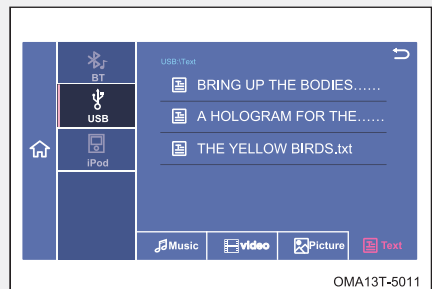 BT
USB
iPod
USB:\Text
BRING UP THE BODIES......
A HOLOGRAM FOR THE......
THE YELLOW BIRDS.txt
Music
video
Picture
Text
OMA13T-5011